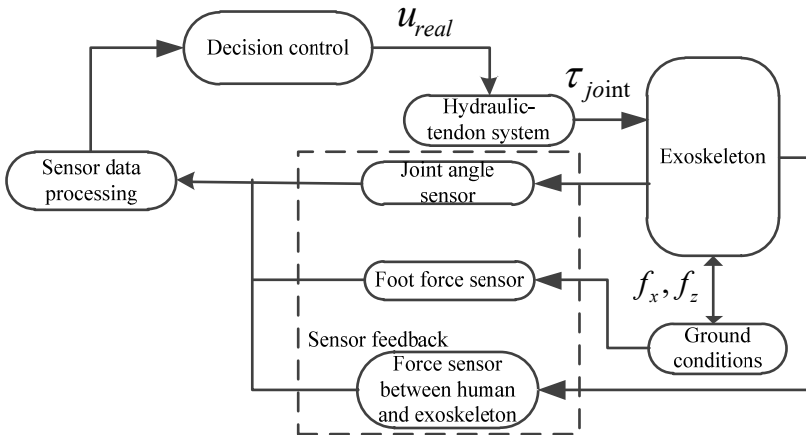 Decision control
u_real
Hydraulic-
tendon system
τ_joint
Exoskeleton
Sensor data
processing
Joint angle
sensor
Foot force sensor
f_x, f_z
Ground
conditions
Sensor feedback
Force sensor
between human
and exoskeleton